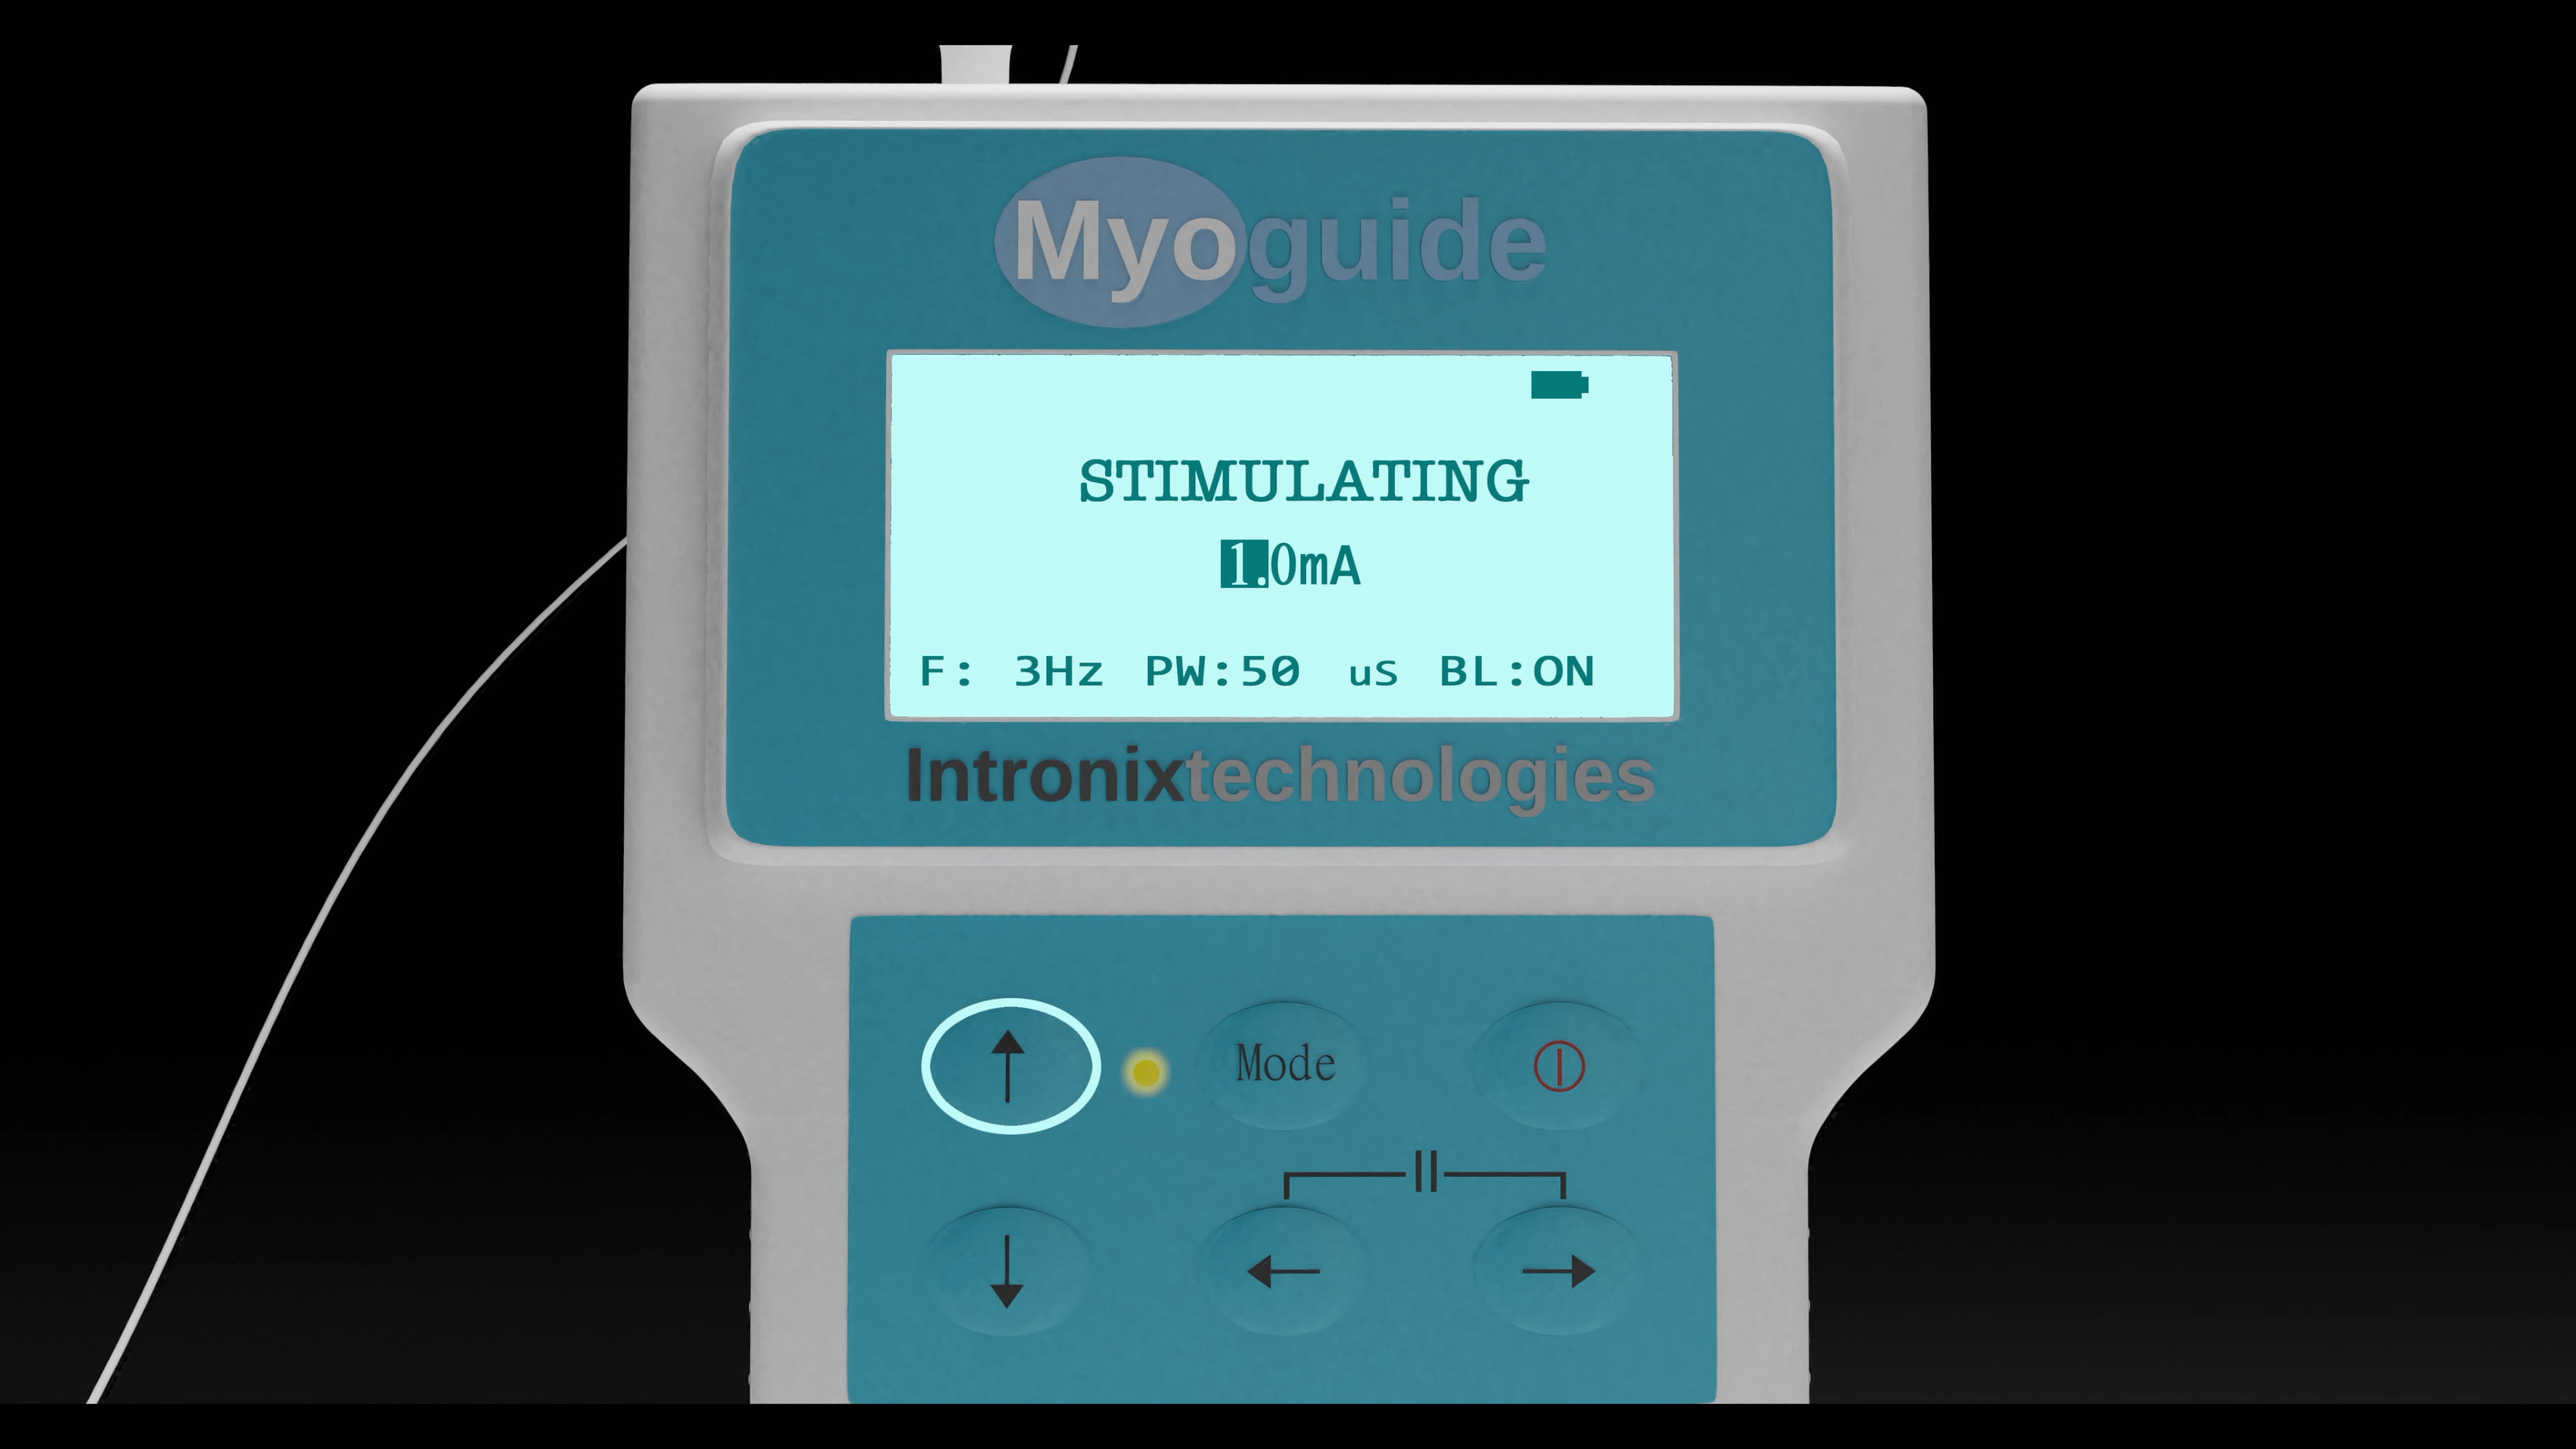 Myoguide
STIMULATING
1.0mA
F: 3Hz PW:50 uS BL:ON
Intronixtechnologies
Mode